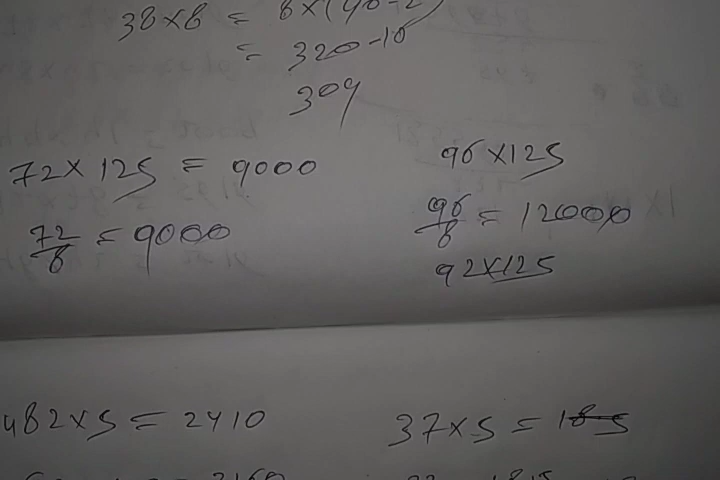 38×8 = 8×(40-2)
= 320-16
304
72×125 = 9000
72/8 = 9000
96×125
96/8 = 12000
92×125
482×5 = 2410
37×5 = 185